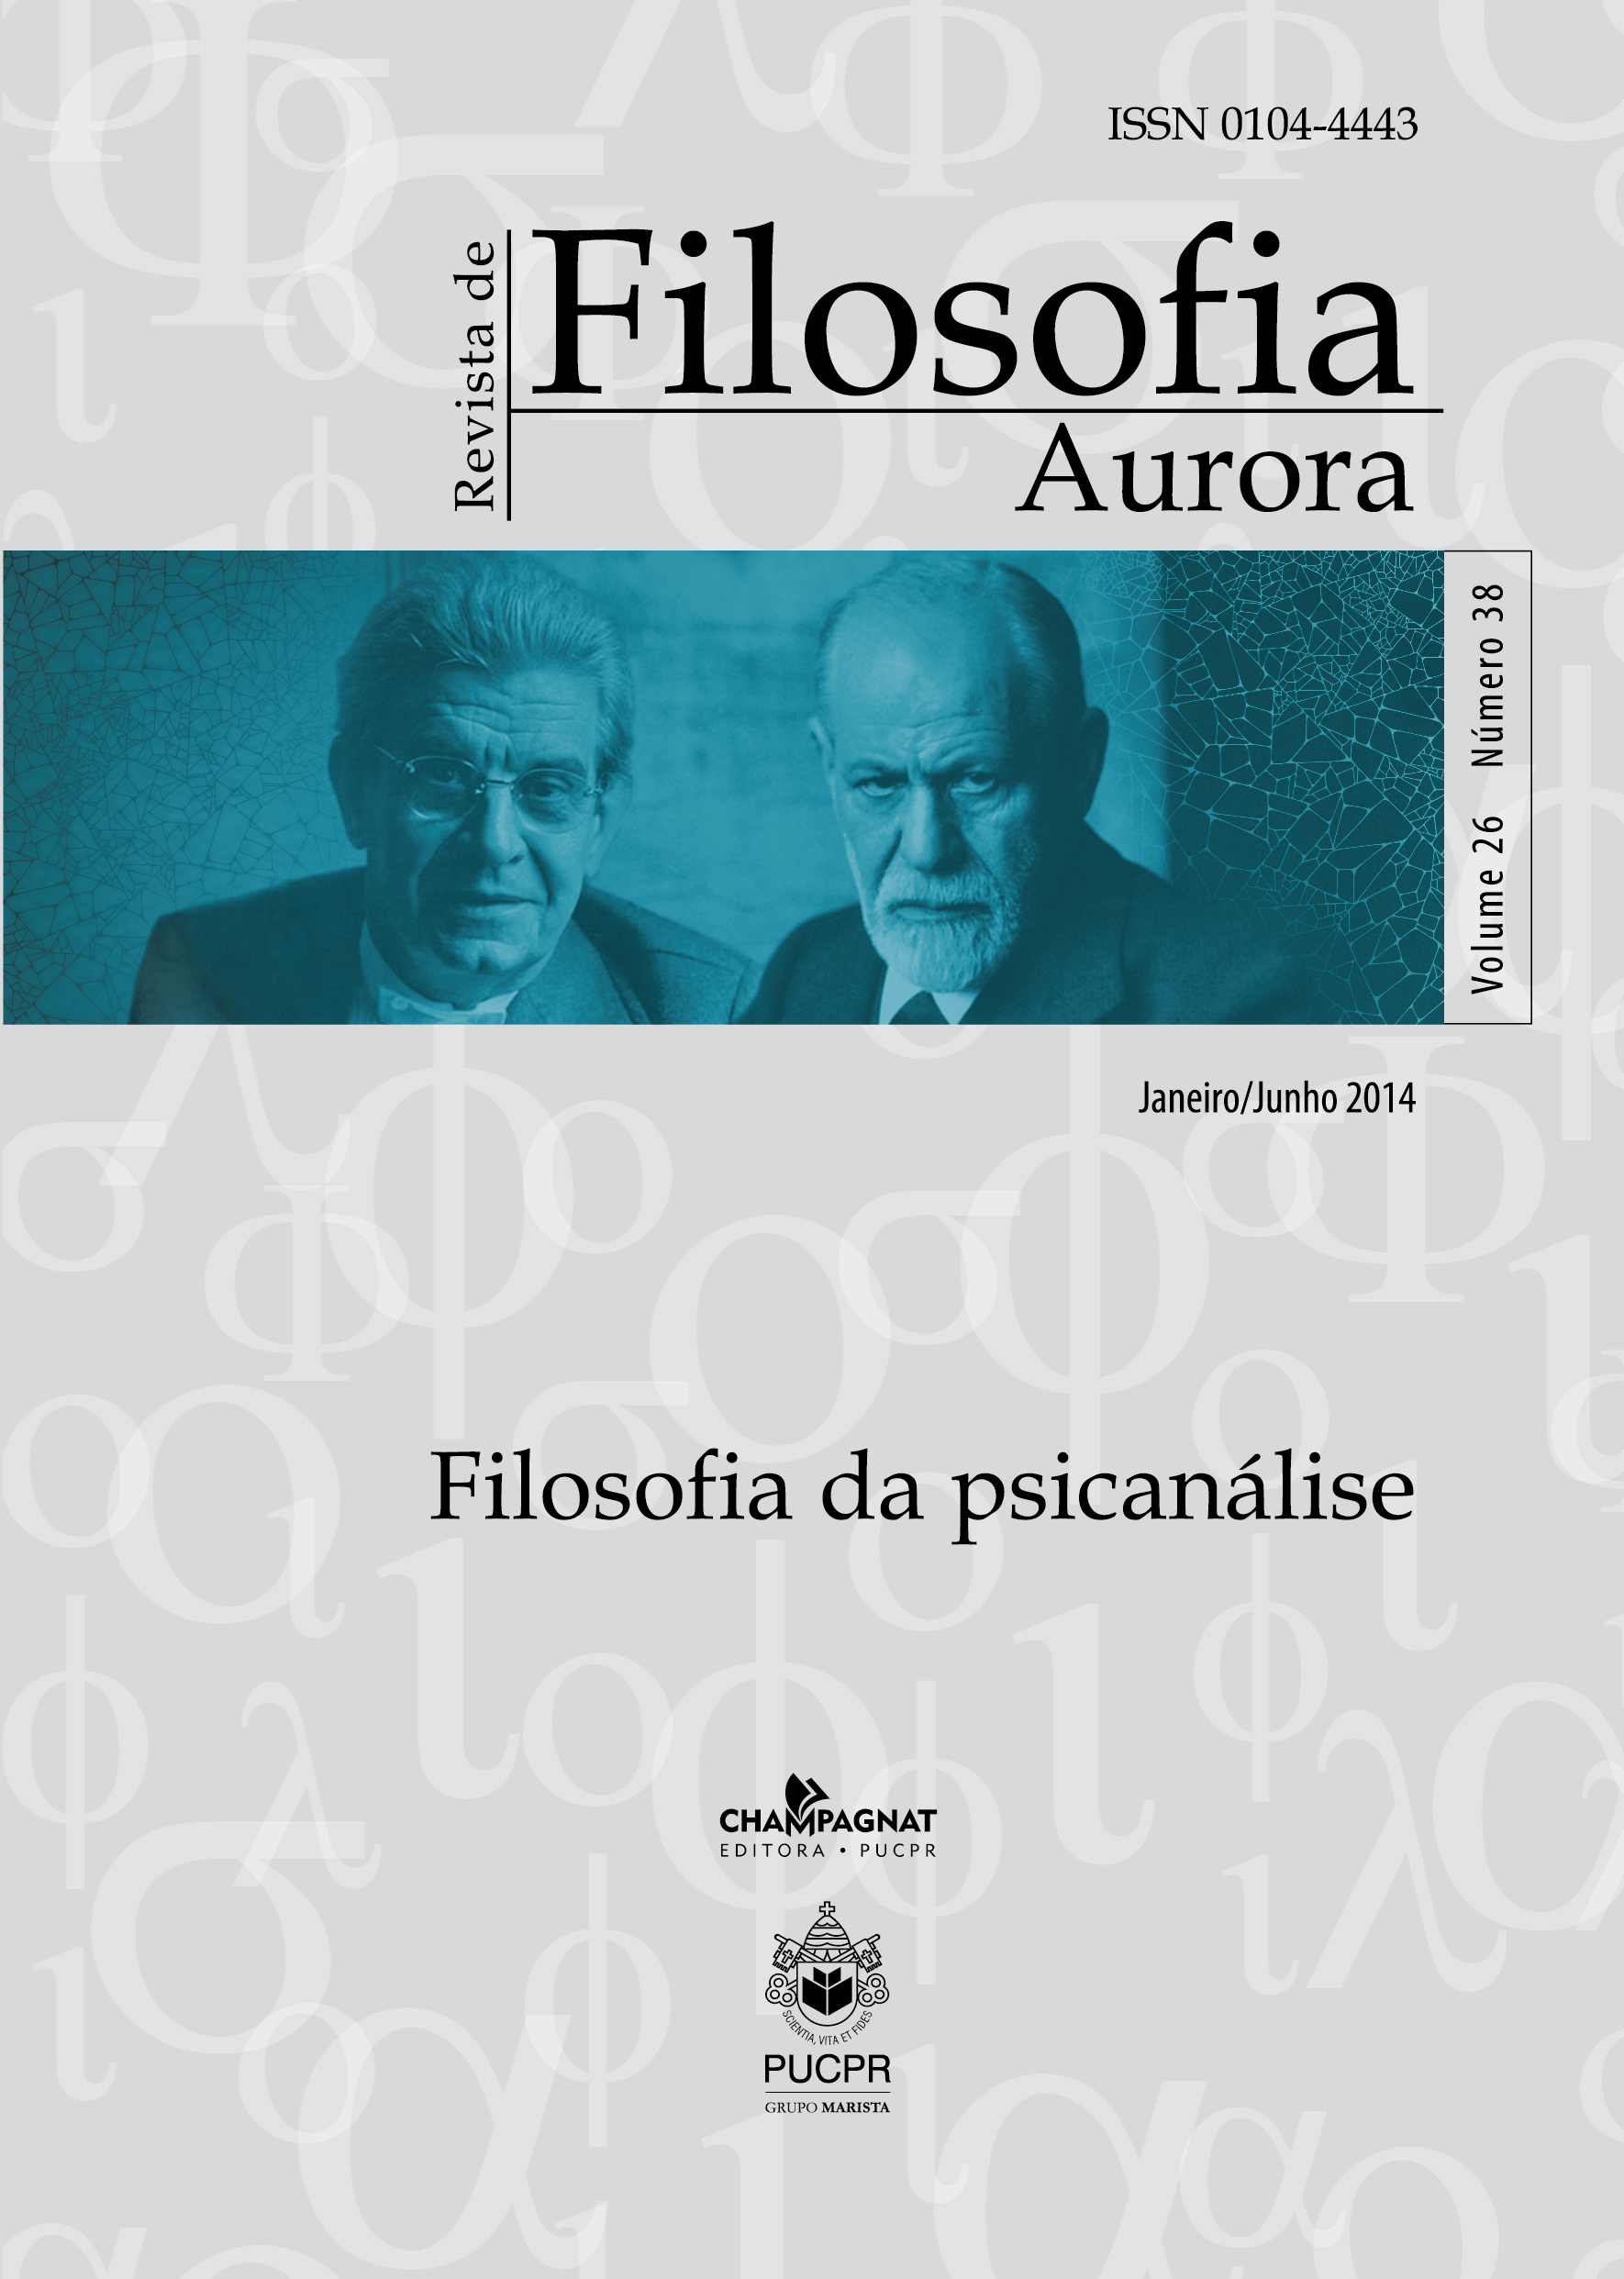 ISSN 0104-4443
Revista de
Filosofia
Aurora
Volume 26 Número 38
Janeiro/Junho 2014
Filosofia da psicanálise
CHAMPAGNAT
EDITORA • PUCPR
SCIENTIA, VITA ET FIDES
PUCPR
GRUPO MARISTA